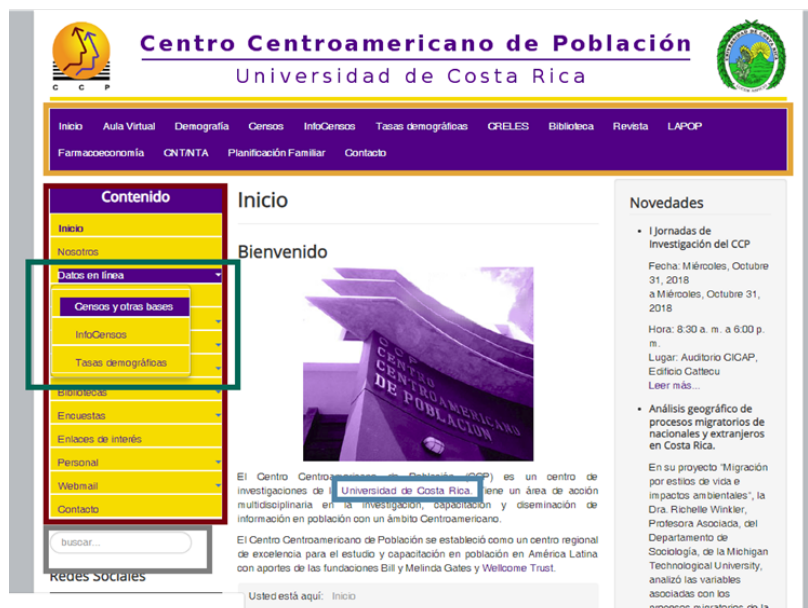 Centro Centroamericano de Población
Universidad de Costa Rica
C C P
Inicio Aula Virtual Demografía Censos InfoCensos Tasas demográficas CRELES Biblioteca Revista LAPOP
Farmacoeconomía CNT/NTA Planificación Familiar Contacto
Contenido
Inicio
Nosotros
Datos en línea
Censos y otras bases
InfoCensos
Tasas demográficas
Bibliotecas
Encuestas
Enlaces de interés
Personal
Webmail
Contacto
buscar...
Redes Sociales
Inicio
Bienvenido
CCP
CENTRO
CENTROAMERICANO
DE POBLACION
El Centro Centroamericano de Población (CCP) es un centro de
investigaciones de l Universidad de Costa Rica. Tiene un área de acción
multidisciplinaria en la investigación, capacitación y diseminación de
información en población con un ámbito Centroamericano.
El Centro Centroamericano de Población se estableció como un centro regional
de excelencia para el estudio y capacitación en población en América Latina
con aportes de las fundaciones Bill y Melinda Gates y Wellcome Trust.
Usted está aquí: Inicio
Novedades
I Jornadas de
Investigación del CCP
Fecha: Miércoles, Octubre
31, 2018
a Miércoles, Octubre 31,
2018
Hora: 8:30 a. m. a 6:00 p.
m.
Lugar: Auditorio CICAP,
Edificio Cattecu
Leer más...
Análisis geográfico de
procesos migratorios de
nacionales y extranjeros
en Costa Rica.
En su proyecto "Migración
por estilos de vida e
impactos ambientales", la
Dra. Richelle Winkler,
Profesora Asociada, del
Departamento de
Sociología, de la Michigan
Technological University,
analizó las variables
asociadas con los
procesos migratorios de la